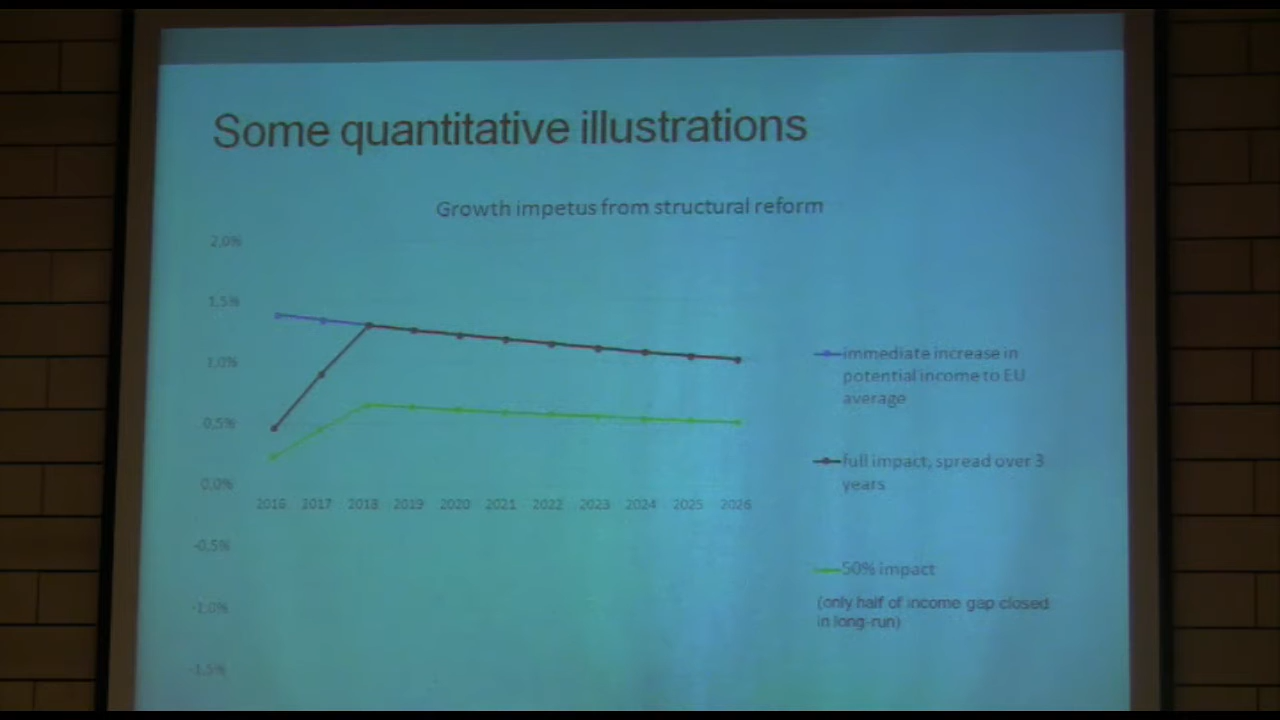 Some quantitative illustrations
Growth impetus from structural reform
2,0%
1,5%
1,0%
0,5%
0,0%
2016 2017 2018 2019 2020 2021 2022 2023 2024 2025 2026
-0,5%
-1,0%
-1,5%
immediate increase in
potential income to EU
average
full impact, spread over 3
years
50% impact
(only half of income gap closed
in long-run)